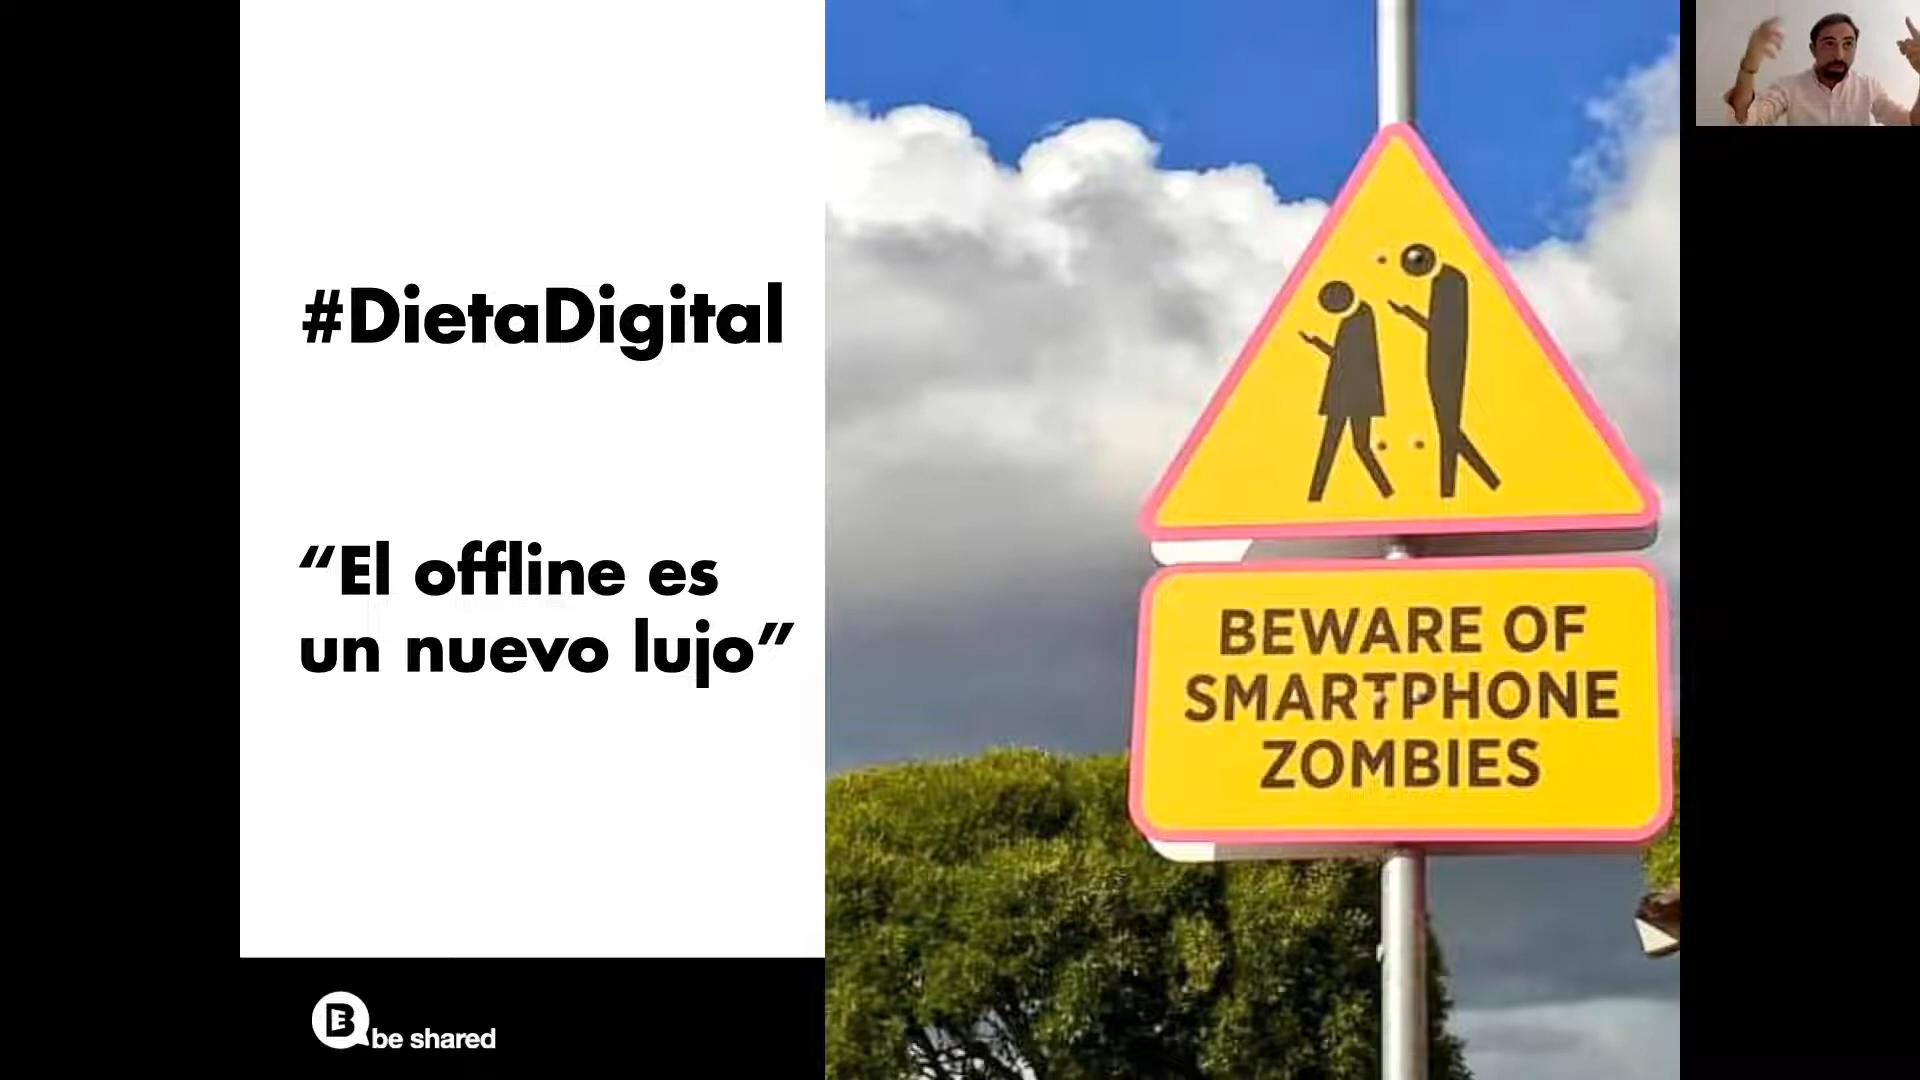 #DietaDigital
“El offline es
un nuevo lujo”
BEWARE OF
SMARTPHONE
ZOMBIES
B be shared